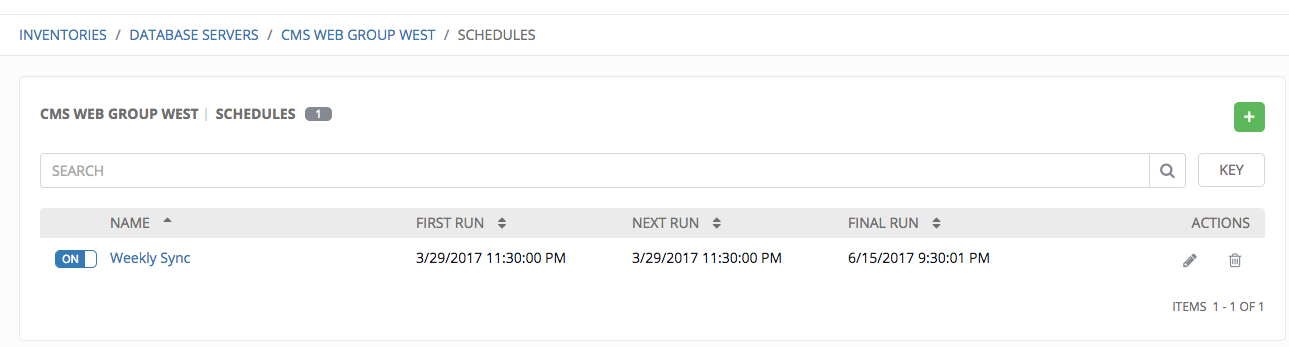 INVENTORIES / DATABASE SERVERS / CMS WEB GROUP WEST / SCHEDULES
CMS WEB GROUP WEST | SCHEDULES 1
+
SEARCH KEY
NAME FIRST RUN NEXT RUN FINAL RUN ACTIONS
ON Weekly Sync 3/29/2017 11:30:00 PM 3/29/2017 11:30:00 PM 6/15/2017 9:30:01 PM
ITEMS 1 - 1 OF 1